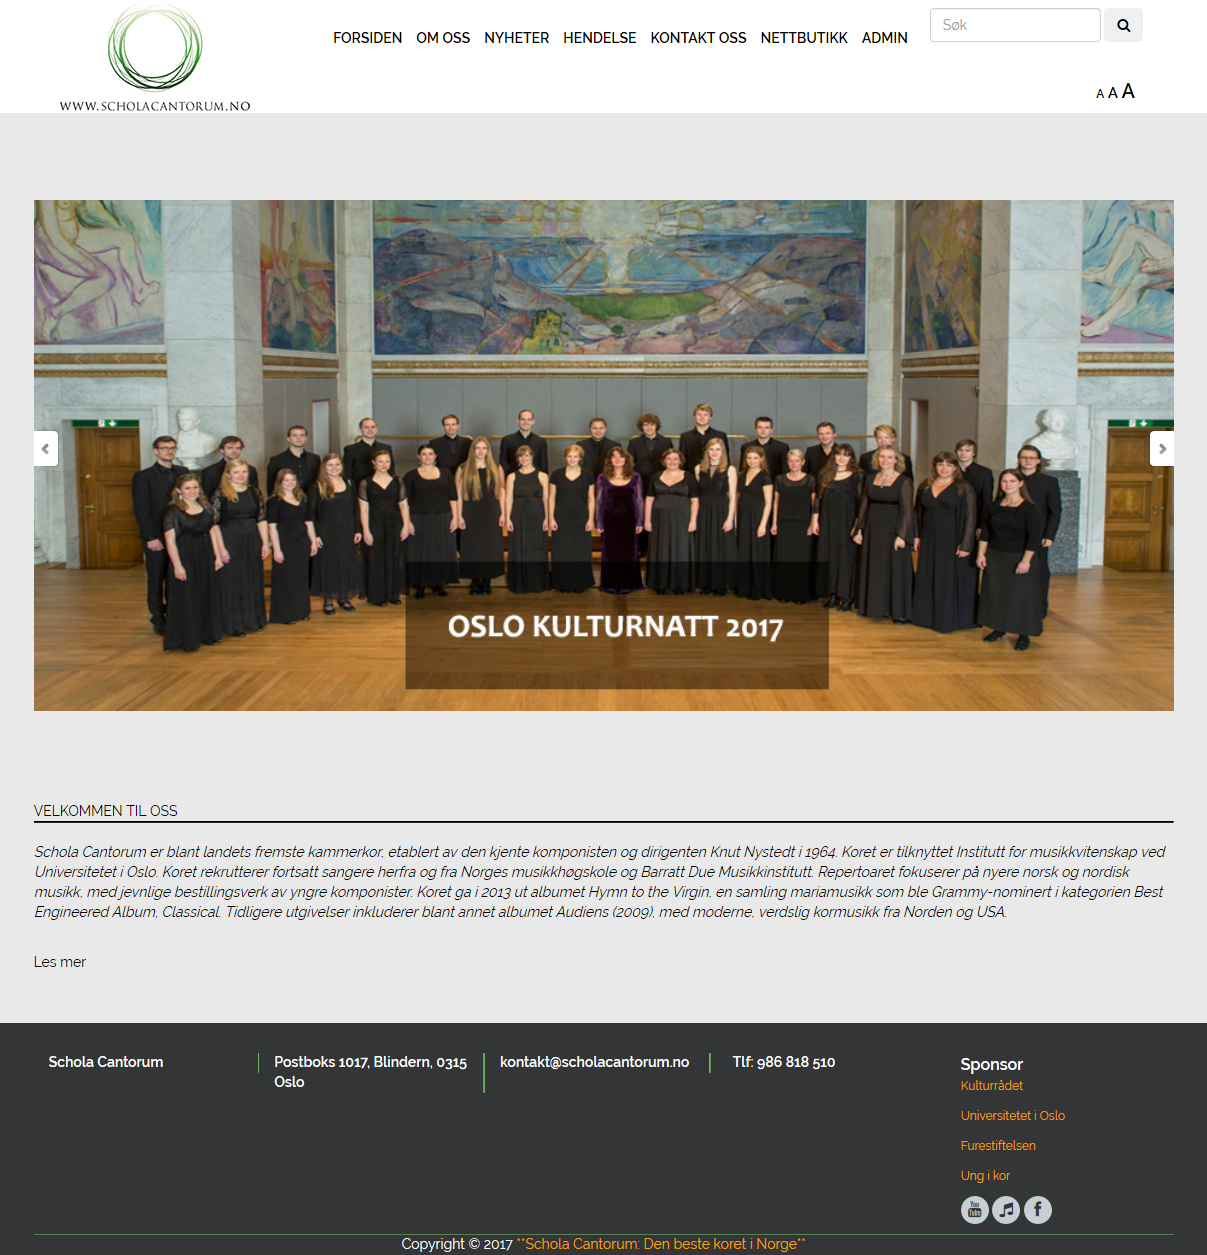 WWW.SCHOLACANTORUM.NO
FORSIDEN OM OSS NYHETER HENDELSE KONTAKT OSS NETTBUTIKK ADMIN
Søk
A A A
OSLO KULTURNATT 2017
VELKOMMEN TIL OSS
Schola Cantorum er blant landets fremste kammerkor, etablert av den kjente komponisten og dirigenten Knut Nystedt i 1964. Koret er tilknyttet Institutt for musikkvitenskap ved
Universitetet i Oslo. Koret rekrutterer fortsatt sangere herfra og fra Norges musikkhøgskole og Barratt Due Musikkinstitutt. Repertoaret fokuserer på nyere norsk og nordisk
musikk, med jevnlige bestillingsverk av yngre komponister. Koret ga i 2013 ut albumet Hymn to the Virgin, en samling mariamusikk som ble Grammy-nominert i kategorien Best
Engineered Album, Classical. Tidligere utgivelser inkluderer blant annet albumet Audiens (2009), med moderne, verdslig kormusikk fra Norden og USA.
Les mer
Schola Cantorum
Postboks 1017, Blindern, 0315
Oslo
kontakt@scholacantorum.no
Tlf: 986 818 510
Sponsor
Kulturrådet
Universitetet i Oslo
Furestiftelsen
Ung i kor
You
Tube
f
Copyright © 2017 **Schola Cantorum: Den beste koret i Norge**